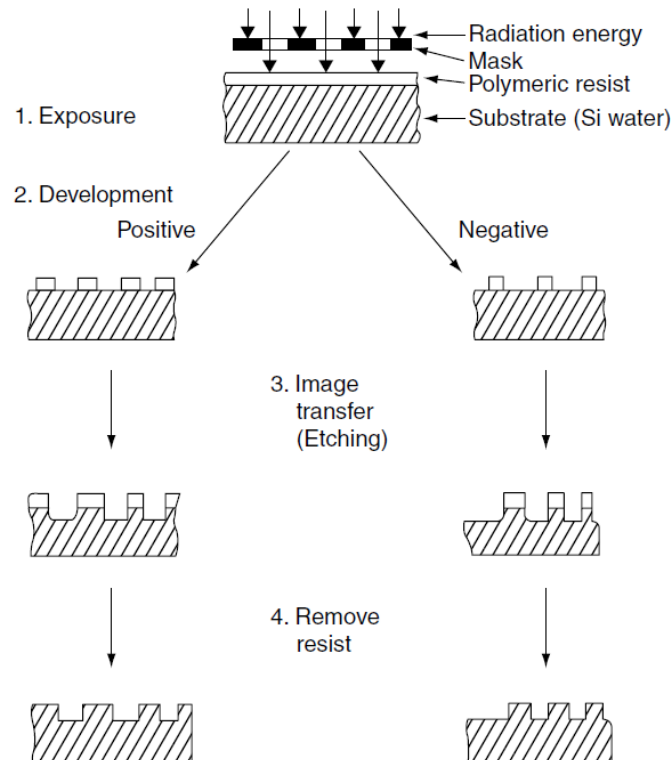 Radiation energy
Mask
Polymeric resist
1. Exposure
Substrate (Si water)
2. Development
Positive
Negative
3. Image
transfer
(Etching)
4. Remove
resist